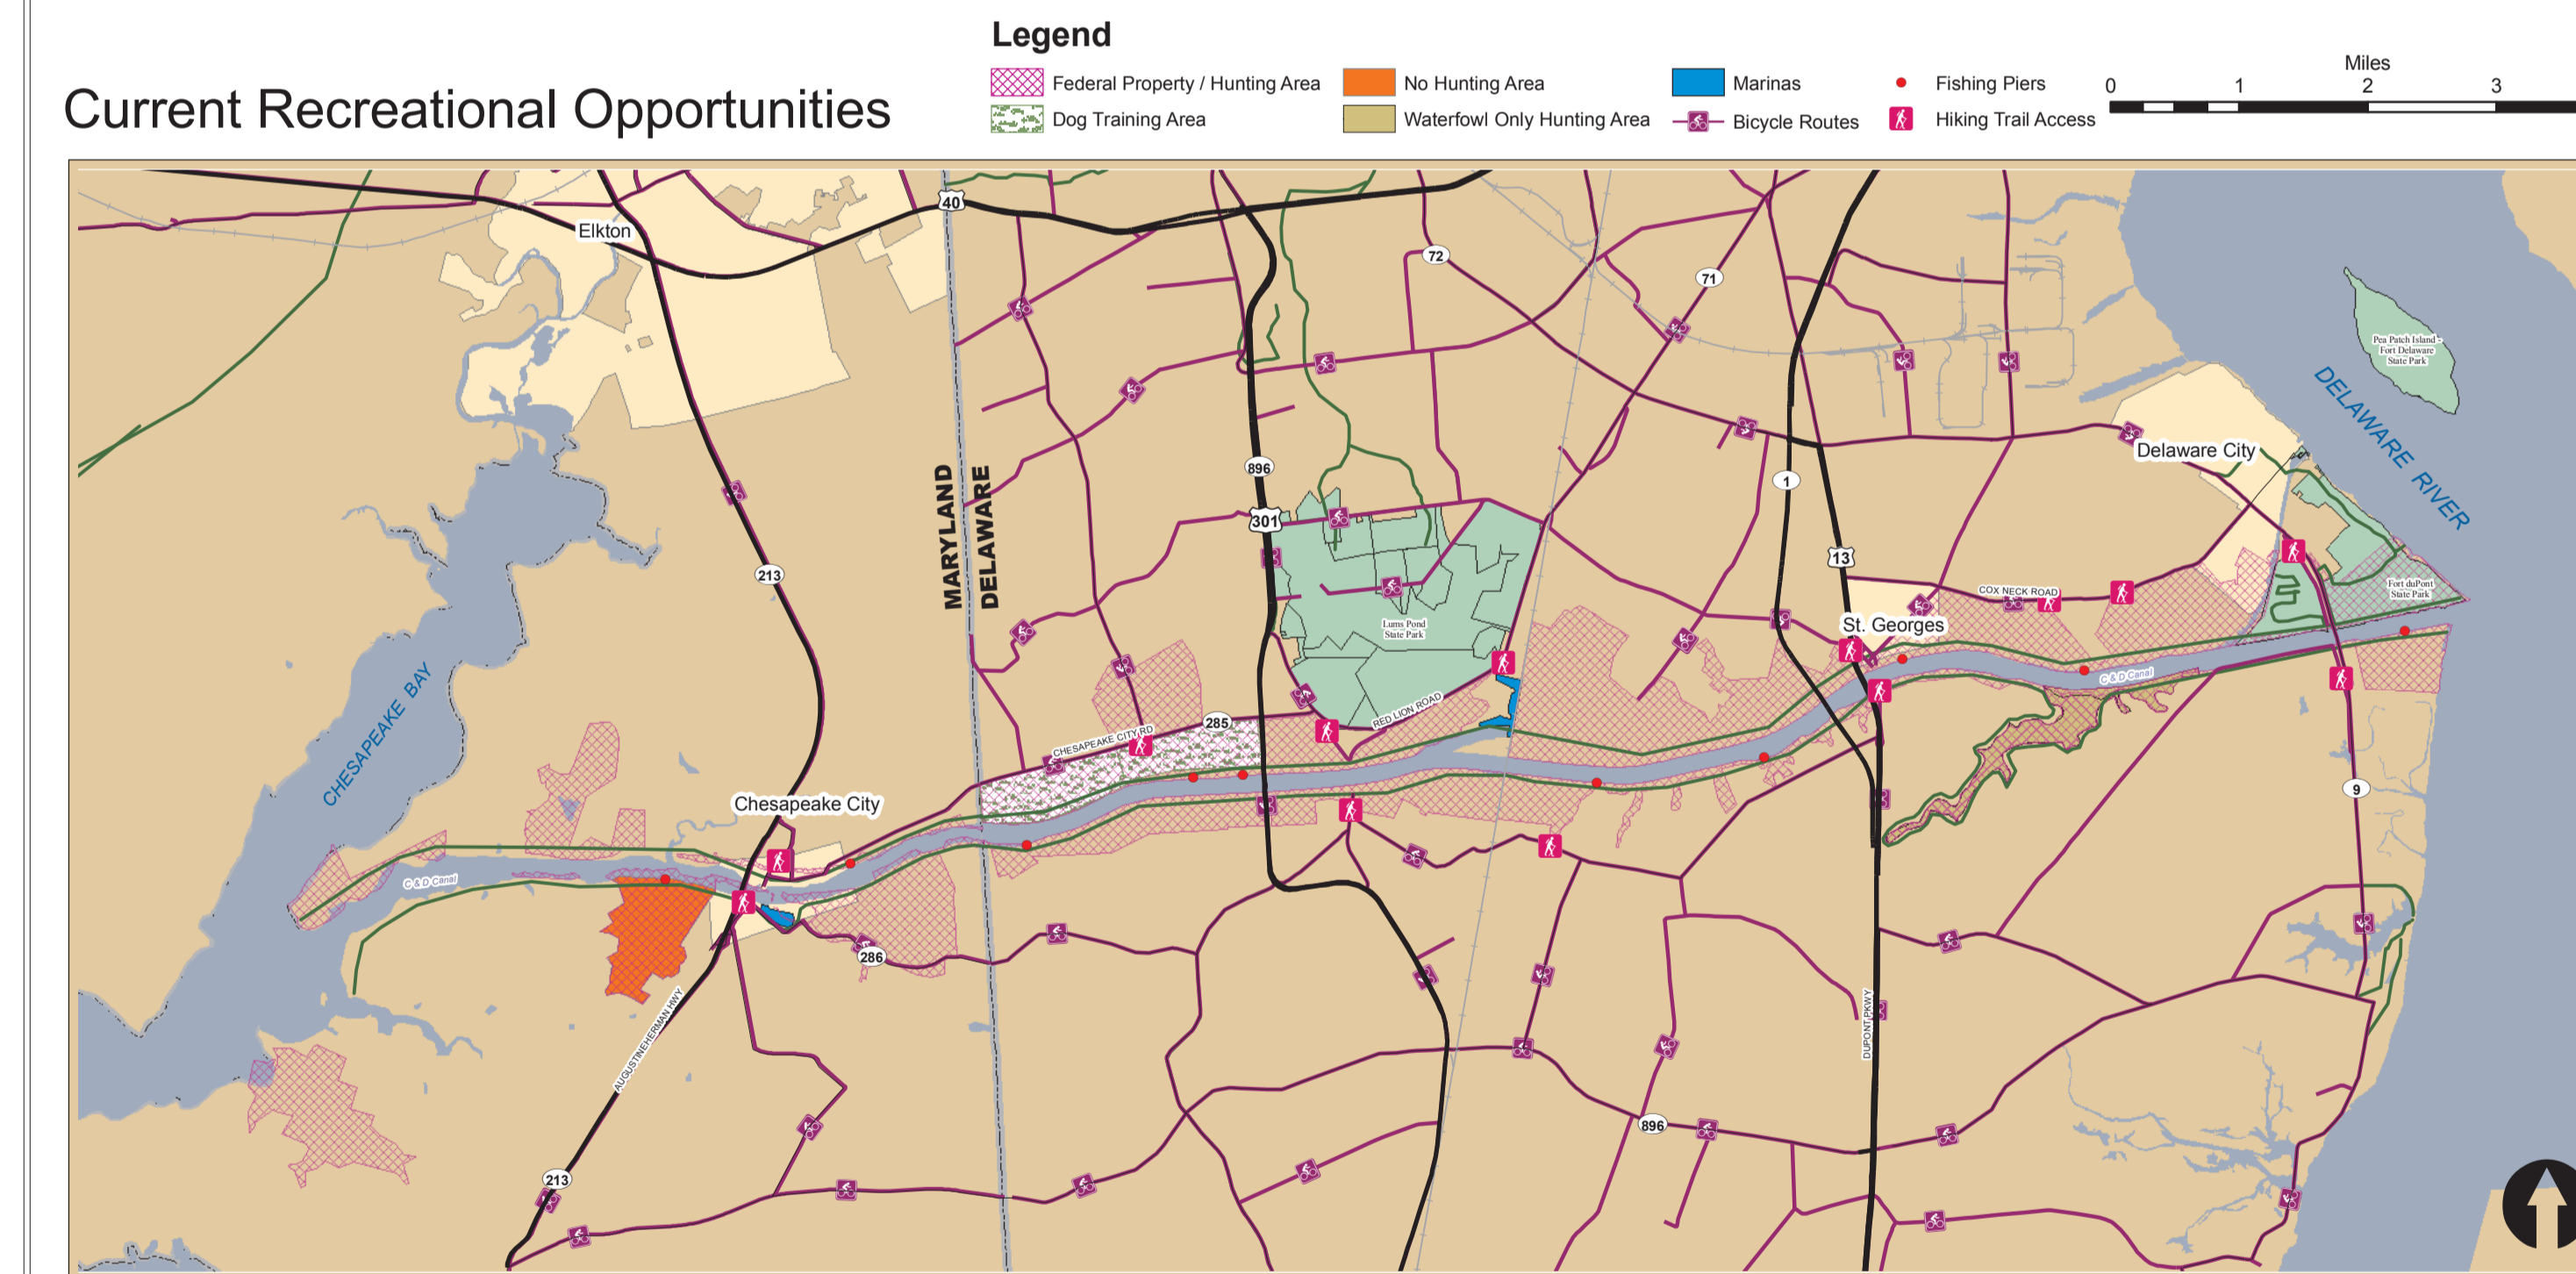 Legend
Current Recreational Opportunities
Federal Property / Hunting Area
No Hunting Area
Marinas
Fishing Piers
Dog Training Area
Waterfowl Only Hunting Area
Bicycle Routes
Hiking Trail Access
Miles
0 1 2 3
40
Elkton
72
71
Pea Patch Island -
Fort Delaware
State Park
DELAWARE RIVER
Delaware City
896
1
MARYLAND
DELAWARE
301
13
213
COX NECK ROAD
Fort duPont
State Park
St. Georges
Lums Pond
State Park
C & D Canal
CHESAPEAKE BAY
RED LION ROAD
285
CHESAPEAKE CITY RD
9
Chesapeake City
C & D Canal
286
AUGUSTINEHERMAN HWY
DUPONT PKWY
896
213